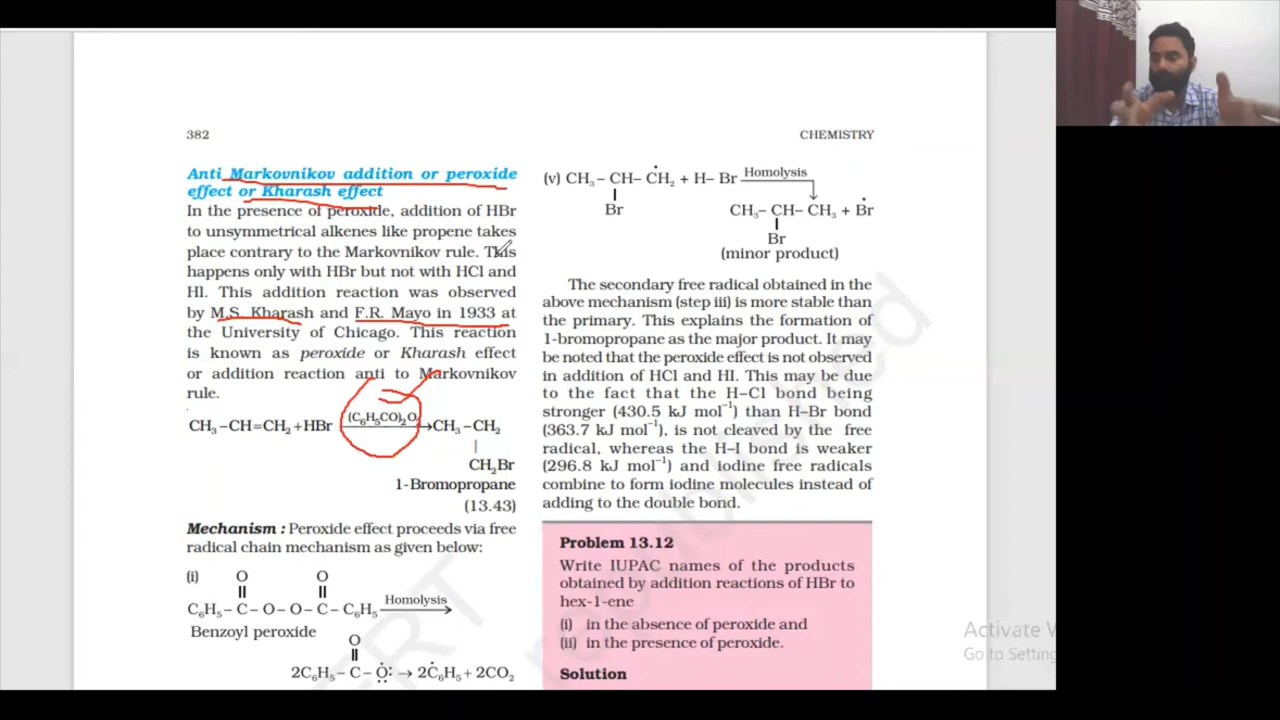 382
CHEMISTRY
Anti Markovnikov addition or peroxide
effect or Kharash effect
In the presence of peroxide, addition of HBr
to unsymmetrical alkenes like propene takes
place contrary to the Markovnikov rule. This
happens only with HBr but not with HCl and
Hl. This addition reaction was observed
by M.S. Kharash and F.R. Mayo in 1933 at
the University of Chicago. This reaction
is known as peroxide or Kharash effect
or addition reaction anti to Markovnikov
rule.
CH₃ –CH=CH₂ +HBr (C₆H₅CO)₂O₂ → CH₃ –CH₂
|
CH₂Br
1-Bromopropane
(13.43)
Mechanism : Peroxide effect proceeds via free
radical chain mechanism as given below:
(i) O O
|| ||
C₆H₅– C – O – O – C – C₆H₅ Homolysis →
Benzoyl peroxide
O
||
2C₆H₅– C – Ȯ: → 2Ċ₆H₅ + 2CO₂
(v) CH₃ – CH– ĊH₂ + H– Br Homolysis
|
Br
CH₃– CH– CH₃ + Ḃr
|
Br
(minor product)
The secondary free radical obtained in the
above mechanism (step iii) is more stable than
the primary. This explains the formation of
1-bromopropane as the major product. It may
be noted that the peroxide effect is not observed
in addition of HCl and HI. This may be due
to the fact that the H–Cl bond being
stronger (430.5 kJ mol⁻¹) than H–Br bond
(363.7 kJ mol⁻¹), is not cleaved by the free
radical, whereas the H–I bond is weaker
(296.8 kJ mol⁻¹) and iodine free radicals
combine to form iodine molecules instead of
adding to the double bond.
Problem 13.12
Write IUPAC names of the products
obtained by addition reactions of HBr to
hex-1-ene
(i) in the absence of peroxide and
(ii) in the presence of peroxide.
Solution
Activate
Go to Setting